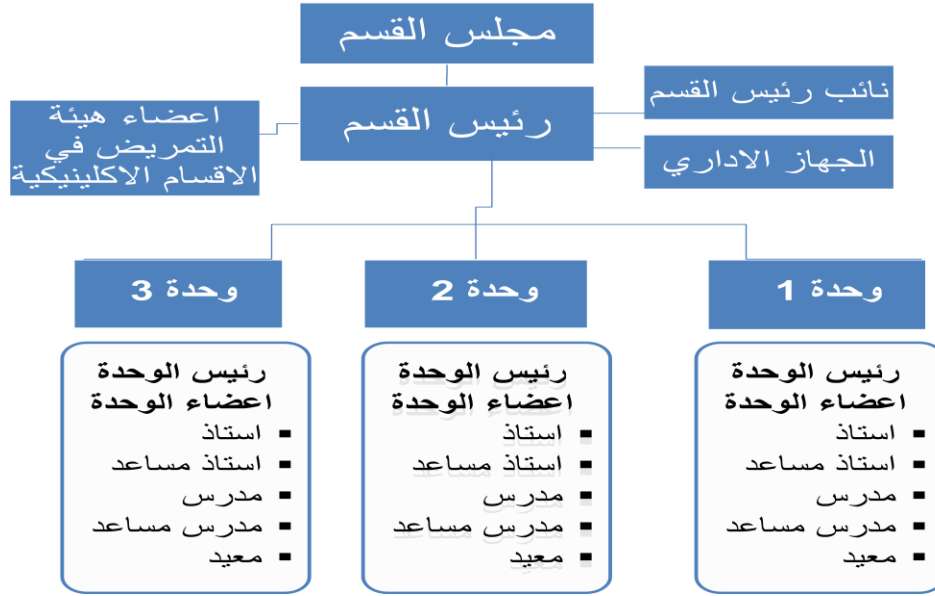 مجلس القسم
رئيس القسم
نائب رئيس القسم
الجهاز الاداري
اعضاء هيئة
التمريض في
الاقسام الاكلينيكية
وحدة 1
رئيس الوحدة
اعضاء الوحدة
▪ استاذ
▪ استاذ مساعد
▪ مدرس
▪ مدرس مساعد
▪ معيد
وحدة 2
رئيس الوحدة
اعضاء الوحدة
▪ استاذ
▪ استاذ مساعد
▪ مدرس
▪ مدرس مساعد
▪ معيد
وحدة 3
رئيس الوحدة
اعضاء الوحدة
▪ استاذ
▪ استاذ مساعد
▪ مدرس
▪ مدرس مساعد
▪ معيد